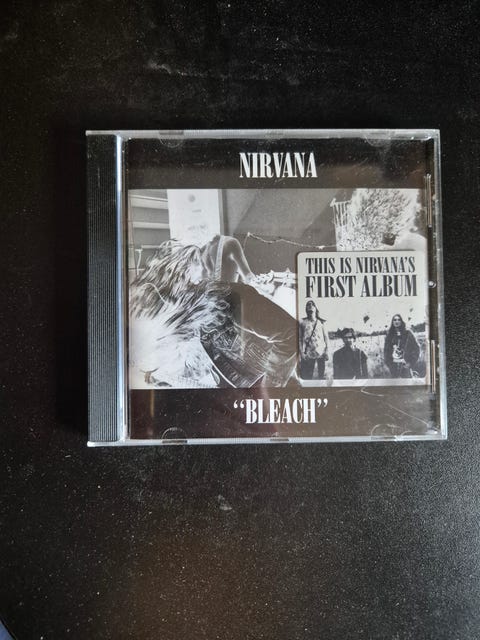 NIRVANA
THIS IS NIRVANA'S
FIRST ALBUM
“BLEACH”